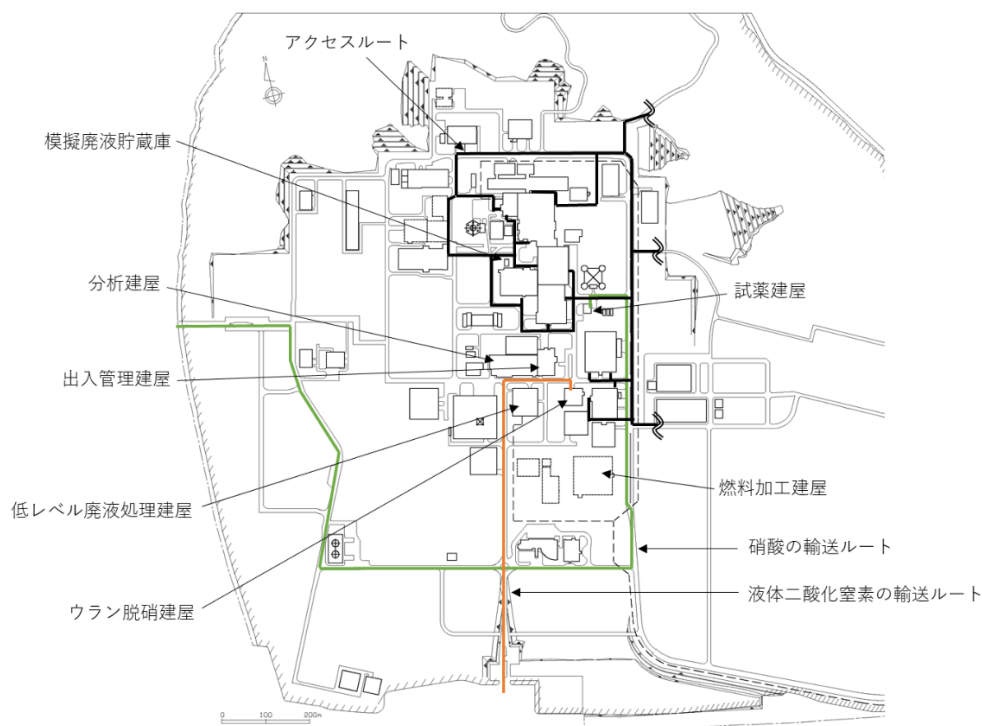 アクセスルート
N
模擬廃液貯蔵庫
分析建屋
試薬建屋
出入管理建屋
低レベル廃液処理建屋
燃料加工建屋
硝酸の輸送ルート
液体二酸化窒素の輸送ルート
ウラン脱硝建屋
0 100 200m